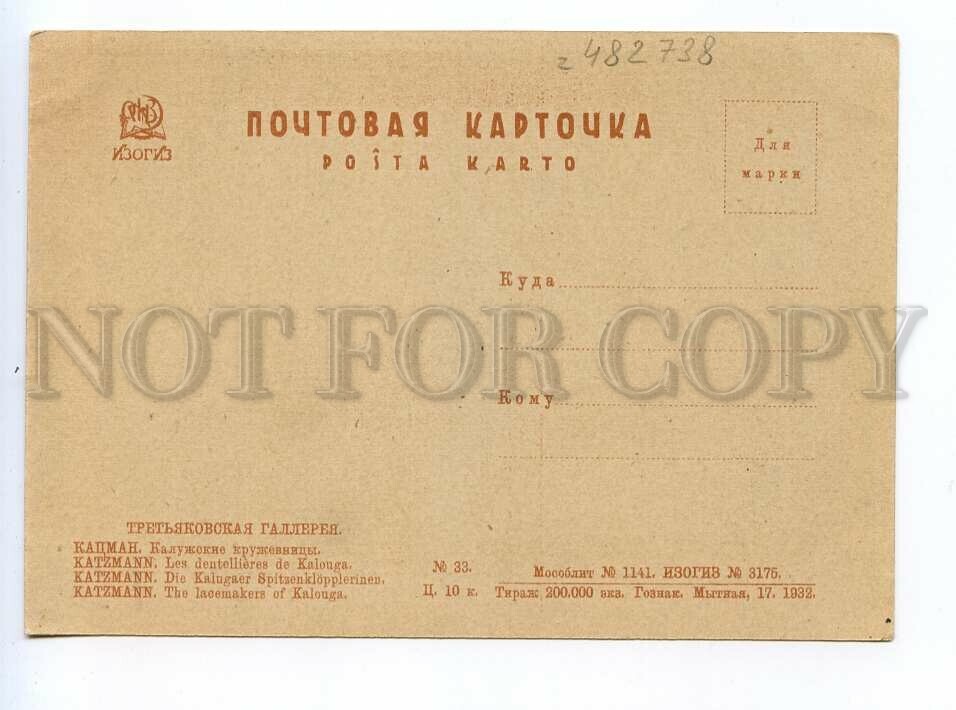 г 482738
ИЗОГИЗ
ПОЧТОВАЯ КАРТОЧКА
POŜTA KARTO
Для
марки
Куда
NOT FOR COPY
Кому
ТРЕТЬЯКОВСКАЯ ГАЛЛЕРЕЯ.
КАЦМАН. Калужские кружевницы.
KATZMANN. Les dentellières de Kalouga.
KATZMANN. Die Kalugaer Spitzenklöpplerinen.
KATZMANN. The lacemakers of Kalouga.
№ 33.
Ц. 10 к.
Мособлит № 1141. ИЗОГИЗ № 3175.
Тираж 200.000 экз. Гознак. Мытная, 17. 1932.